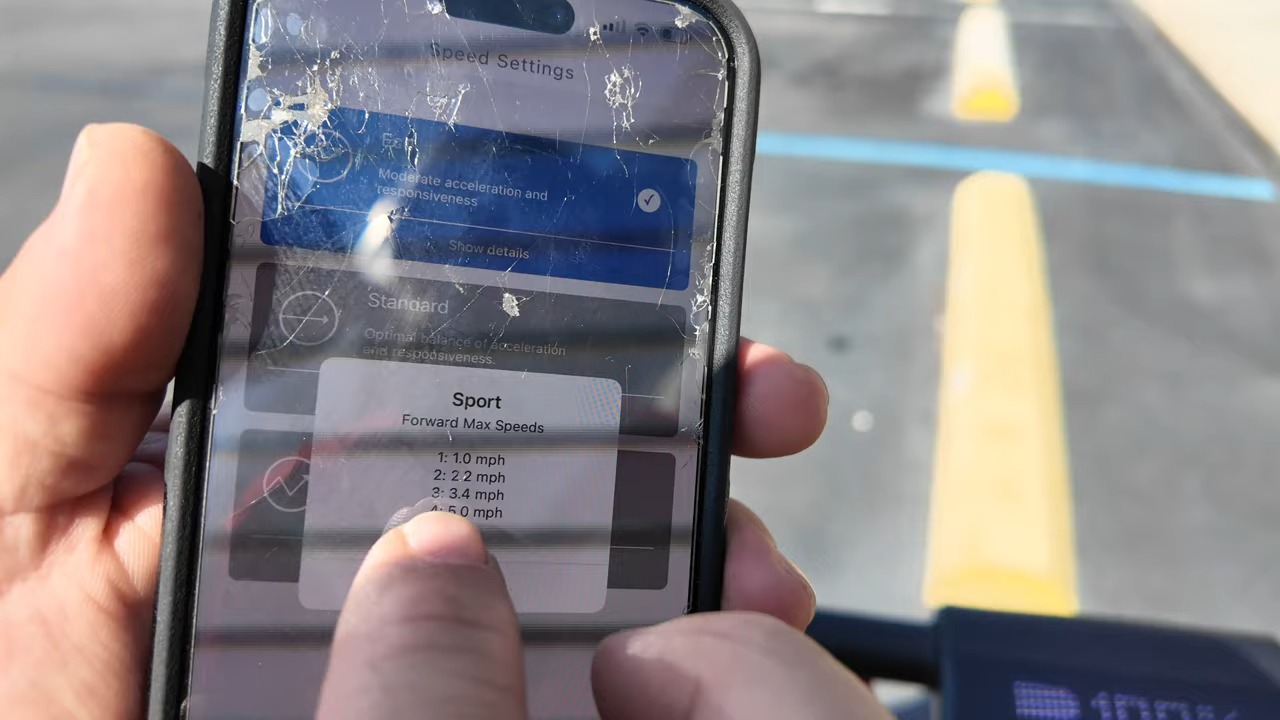 Speed Settings
Moderate acceleration and
responsiveness
Show details
Standard
Optimal balance of acceleration
and responsiveness.
Sport
Forward Max Speeds
1: 1.0 mph
2: 2.2 mph
3: 3.4 mph
4: 5.0 mph